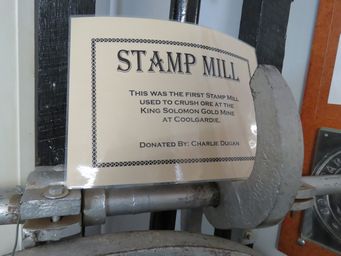 STAMP MILL
THIS WAS THE FIRST STAMP MILL
USED TO CRUSH ORE AT THE
KING SOLOMON GOLD MINE
AT COOLGARDIE.
DONATED BY: CHARLIE DUGAN